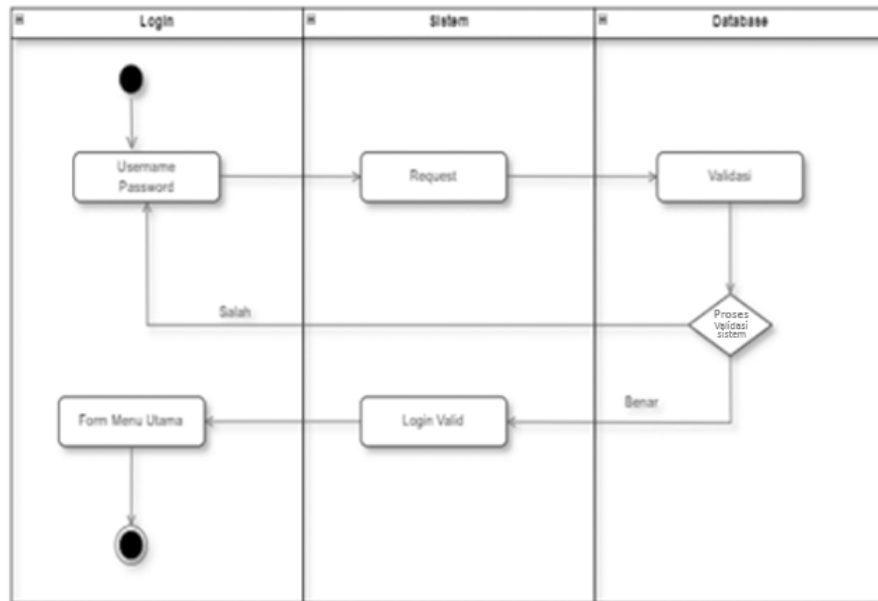 Login
Sistem
Database
Username
Password
Request
Validasi
Salah
Proses
Validasi
sistem
Benar
Form Menu Utama
Login Valid